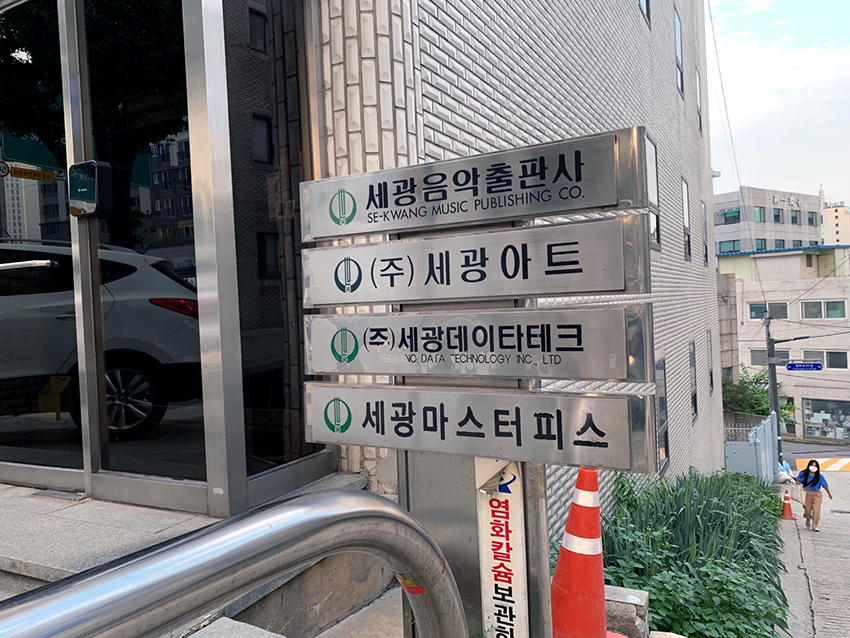 세광음악출판사
SE-KWANG MUSIC PUBLISHING CO.
(주)세광아트
(주)세광데이타테크
DATA TECHNOLOGY INC., LTD
세광마스터피스
염화칼슘보관함